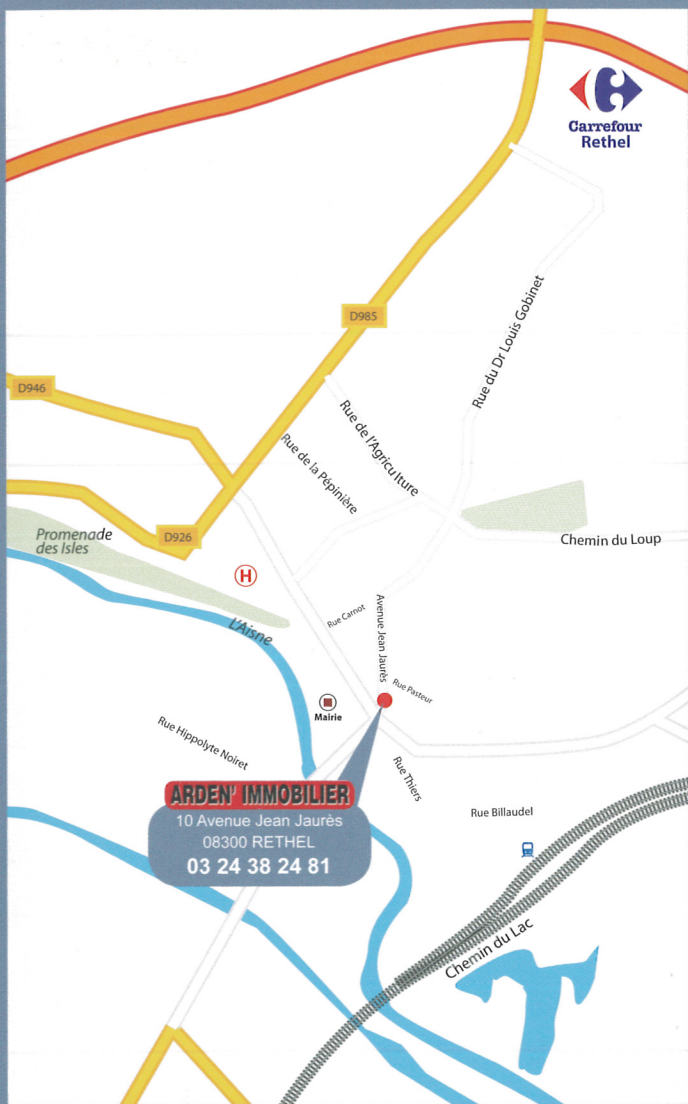 Carrefour
Rethel
D985
Rue du Dr Louis Gobinet
D946
Rue de l'Agriculture
Rue de la Pépinière
Promenade
des Isles
D926
Chemin du Loup
H
L'Aisne
Rue Carnot
Avenue Jean Jaurès
Rue Pasteur
Mairie
Rue Hippolyte Noiret
Rue Thiers
ARDEN' IMMOBILIER
10 Avenue Jean Jaurès
08300 RETHEL
03 24 38 24 81
Rue Billaudel
Chemin du Lac